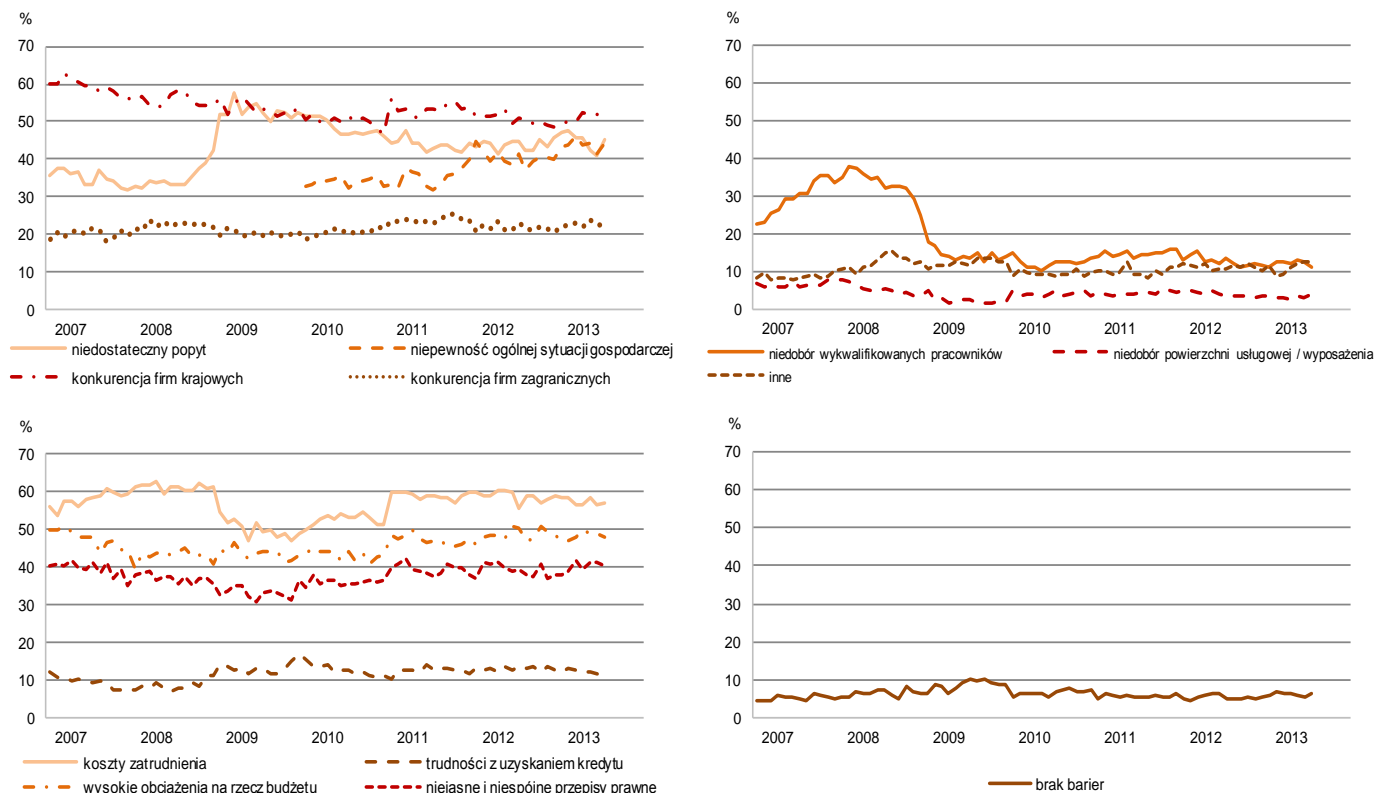 %
70
60
50
40
30
20
10
0
2007 2008 2009 2010 2011 2012 2013
niedostateczny popyt
niepewność ogólnej sytuacji gospodarczej
konkurencja firm krajowych
konkurencja firm zagranicznych
%
70
60
50
40
30
20
10
0
2007 2008 2009 2010 2011 2012 2013
niedobór wykwalifikowanych pracowników
niedobór powierzchni usługowej / wyposażenia
inne
%
70
60
50
40
30
20
10
0
2007 2008 2009 2010 2011 2012 2013
koszty zatrudnienia
trudności z uzyskaniem kredytu
wysokie obciążenia na rzecz budżetu
niejasne i niespójne przepisy prawne
%
70
60
50
40
30
20
10
0
2007 2008 2009 2010 2011 2012 2013
brak barier